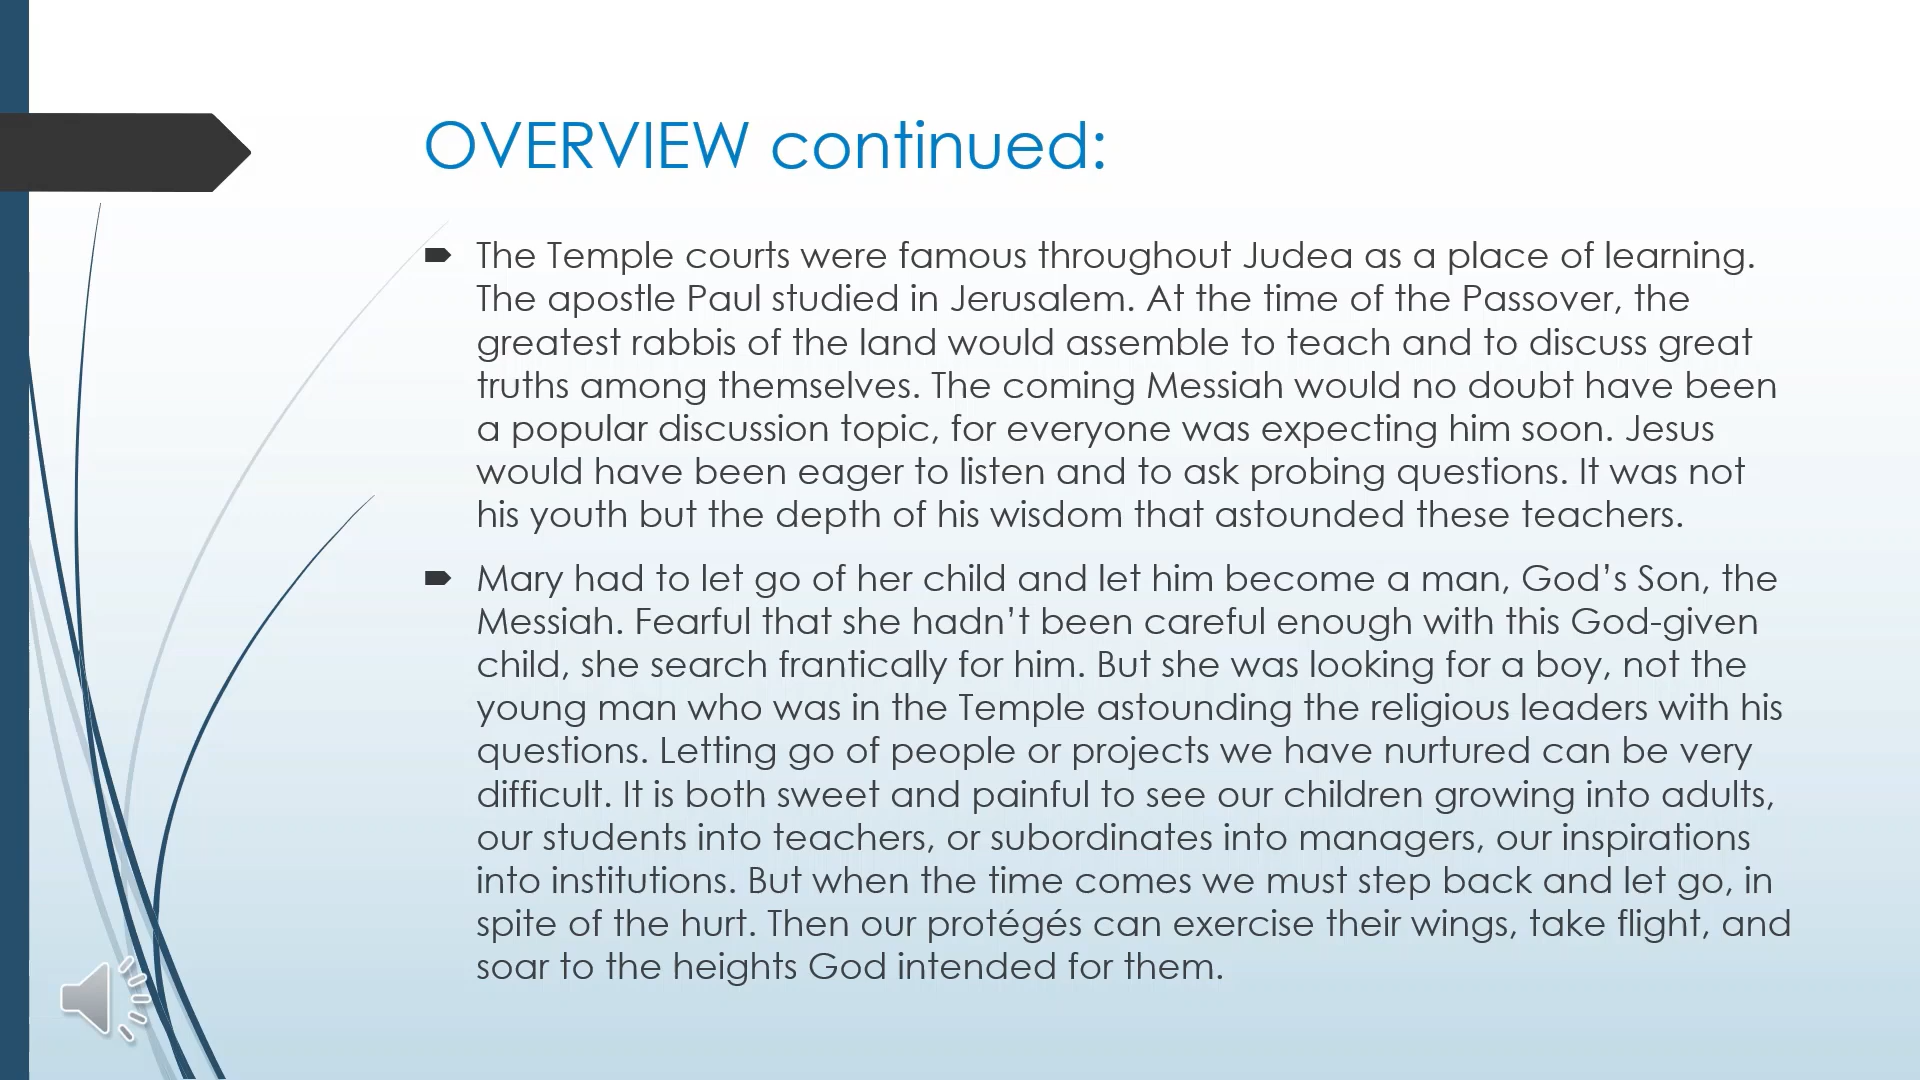 OVERVIEW continued:
The Temple courts were famous throughout Judea as a place of learning.
The apostle Paul studied in Jerusalem. At the time of the Passover, the
greatest rabbis of the land would assemble to teach and to discuss great
truths among themselves. The coming Messiah would no doubt have been
a popular discussion topic, for everyone was expecting him soon. Jesus
would have been eager to listen and to ask probing questions. It was not
his youth but the depth of his wisdom that astounded these teachers.
Mary had to let go of her child and let him become a man, God’s Son, the
Messiah. Fearful that she hadn’t been careful enough with this God-given
child, she search frantically for him. But she was looking for a boy, not the
young man who was in the Temple astounding the religious leaders with his
questions. Letting go of people or projects we have nurtured can be very
difficult. It is both sweet and painful to see our children growing into adults,
our students into teachers, or subordinates into managers, our inspirations
into institutions. But when the time comes we must step back and let go, in
spite of the hurt. Then our protégés can exercise their wings, take flight, and
soar to the heights God intended for them.